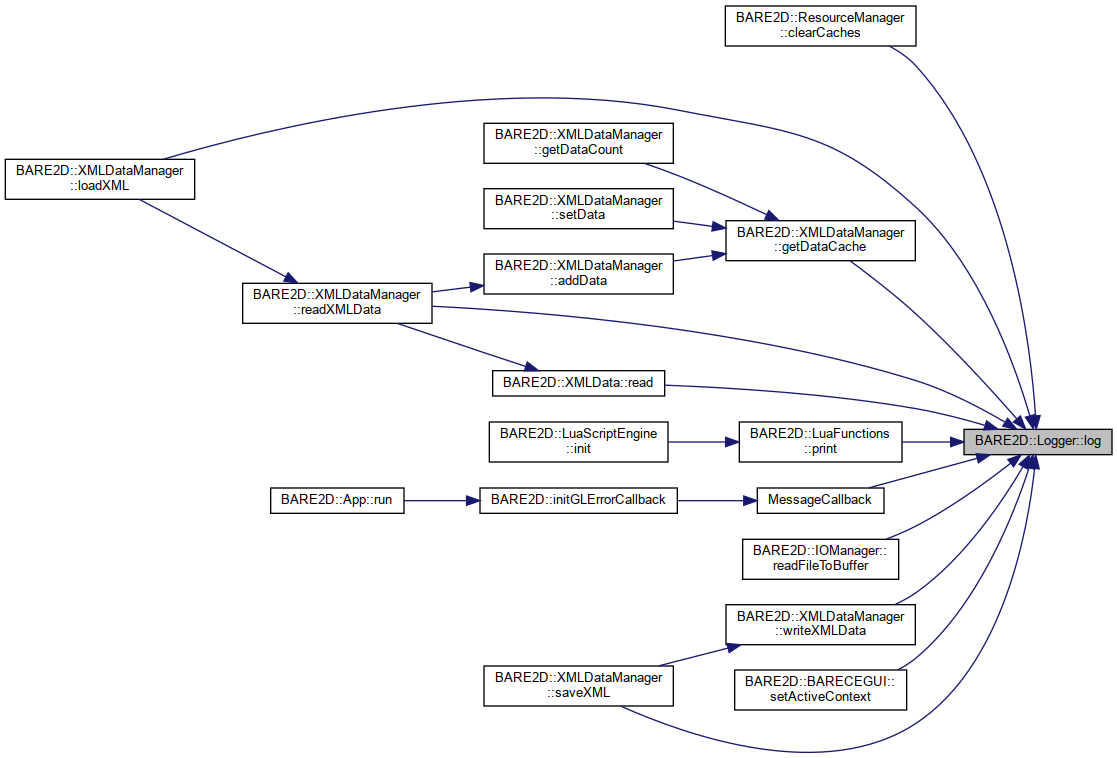 BARE2D::ResourceManager
::clearCaches
BARE2D::XMLDataManager
::getDataCount
BARE2D::XMLDataManager
::loadXML
BARE2D::XMLDataManager
::setData
BARE2D::XMLDataManager
::getDataCache
BARE2D::XMLDataManager
::addData
BARE2D::XMLDataManager
::readXMLData
BARE2D::XMLData::read
BARE2D::LuaScriptEngine
::init
BARE2D::LuaFunctions
::print
BARE2D::Logger::log
BARE2D::App::run
BARE2D::initGLErrorCallback
MessageCallback
BARE2D::IOManager::
readFileToBuffer
BARE2D::XMLDataManager
::writeXMLData
BARE2D::XMLDataManager
::saveXML
BARE2D::BARECEGUI::
setActiveContext